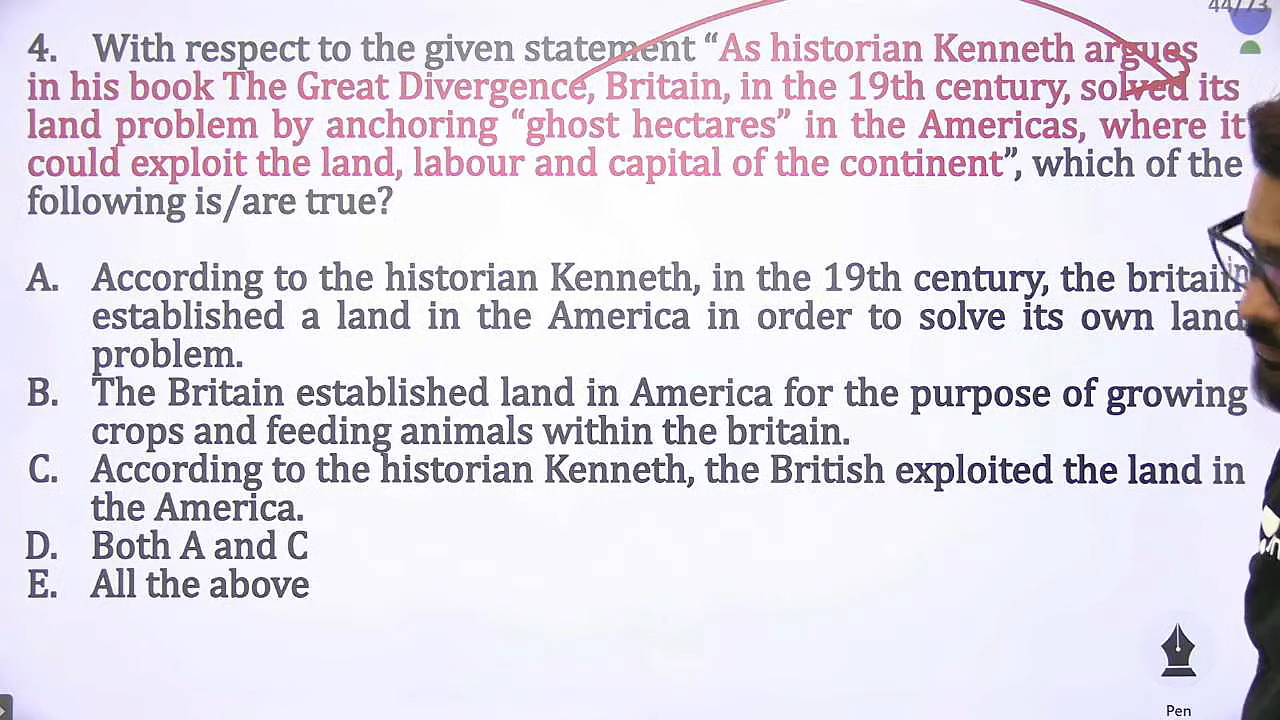 44/73
4. With respect to the given statement “As historian Kenneth argues
in his book The Great Divergence, Britain, in the 19th century, solved its
land problem by anchoring “ghost hectares” in the Americas, where it
could exploit the land, labour and capital of the continent”, which of the
following is/are true?
A. According to the historian Kenneth, in the 19th century, the britain
established a land in the America in order to solve its own land
problem.
B. The Britain established land in America for the purpose of growing
crops and feeding animals within the britain.
C. According to the historian Kenneth, the British exploited the land in
the America.
D. Both A and C
E. All the above
Pen